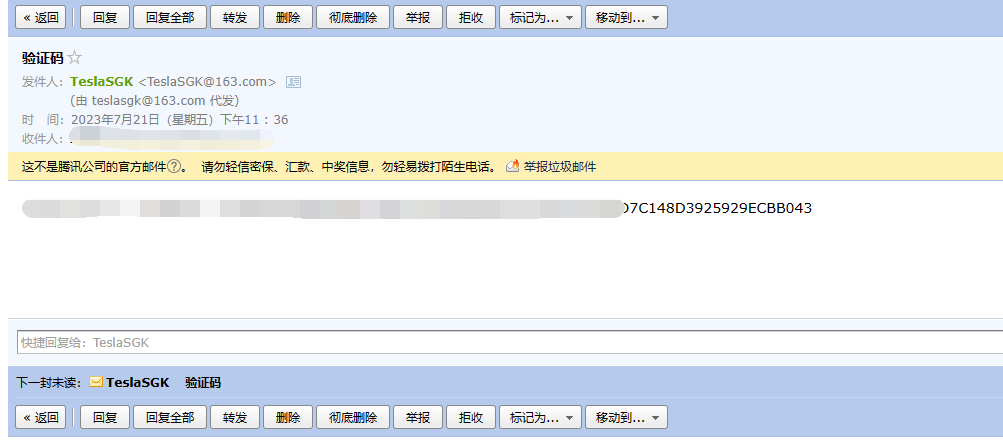 « 返回 回复 回复全部 转发 删除 彻底删除 举报 拒收 标记为... 移动到...
验证码
发件人： TeslaSGK <TeslaSGK@163.com>
(由 teslasgk@163.com 代发)
时 间： 2023年7月21日（星期五）下午11：36
收件人：
这不是腾讯公司的官方邮件?。 请勿轻信密保、汇款、中奖信息，勿轻易拨打陌生电话。 举报垃圾邮件
D7C148D3925929ECBB043
快捷回复给：TeslaSGK
下一封未读： TeslaSGK 验证码
« 返回 回复 回复全部 转发 删除 彻底删除 举报 拒收 标记为... 移动到...